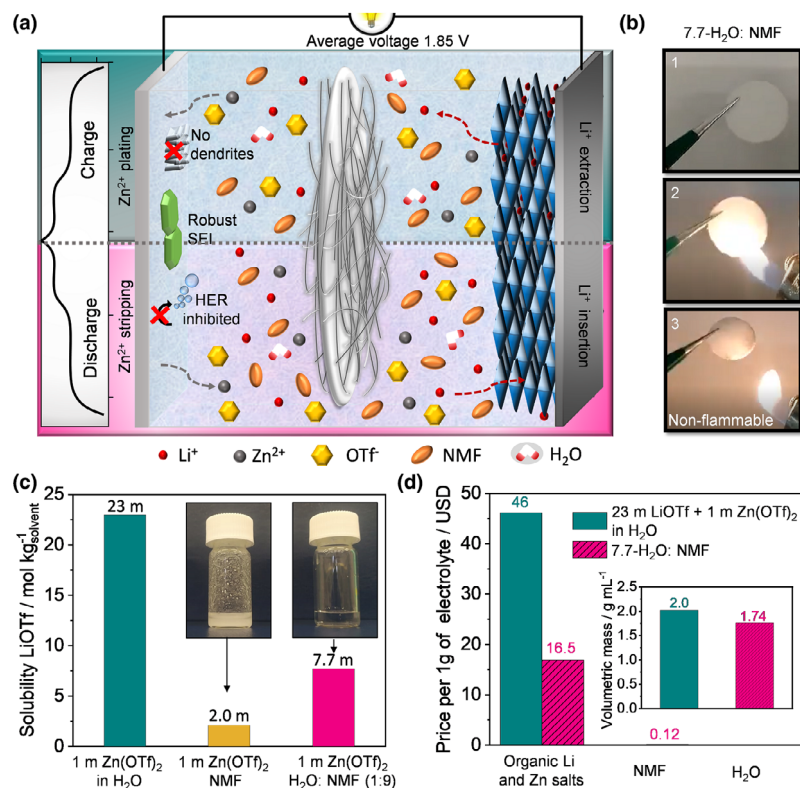 (a)
Average voltage 1.85 V
Charge
Zn²⁺ plating
No
dendrites
Robust
SEI
HER
inhibited
Discharge
Zn²⁺ stripping
Li⁺ extraction
Li⁺ insertion
Li⁺
Zn²⁺
OTf⁻
NMF
H₂O
(b)
7.7-H₂O: NMF
1
2
3
Non-flammable
(c)
Solubility LiOTf / mol kg⁻¹solvent
25
20
15
10
5
0
23 m
2.0 m
7.7 m
1 m Zn(OTf)₂
in H₂O
1 m Zn(OTf)₂
NMF
1 m Zn(OTf)₂
H₂O: NMF (1:9)
(d)
Price per 1g of electrolyte / USD
50
40
30
20
10
0
46
16.5
0.12
23 m LiOTf + 1 m Zn(OTf)₂
in H₂O
7.7-H₂O: NMF
Volumetric mass / g mL⁻¹
2.5
2.0
1.5
1.0
0.5
0.0
2.0
1.74
Organic Li
and Zn salts
NMF
H₂O